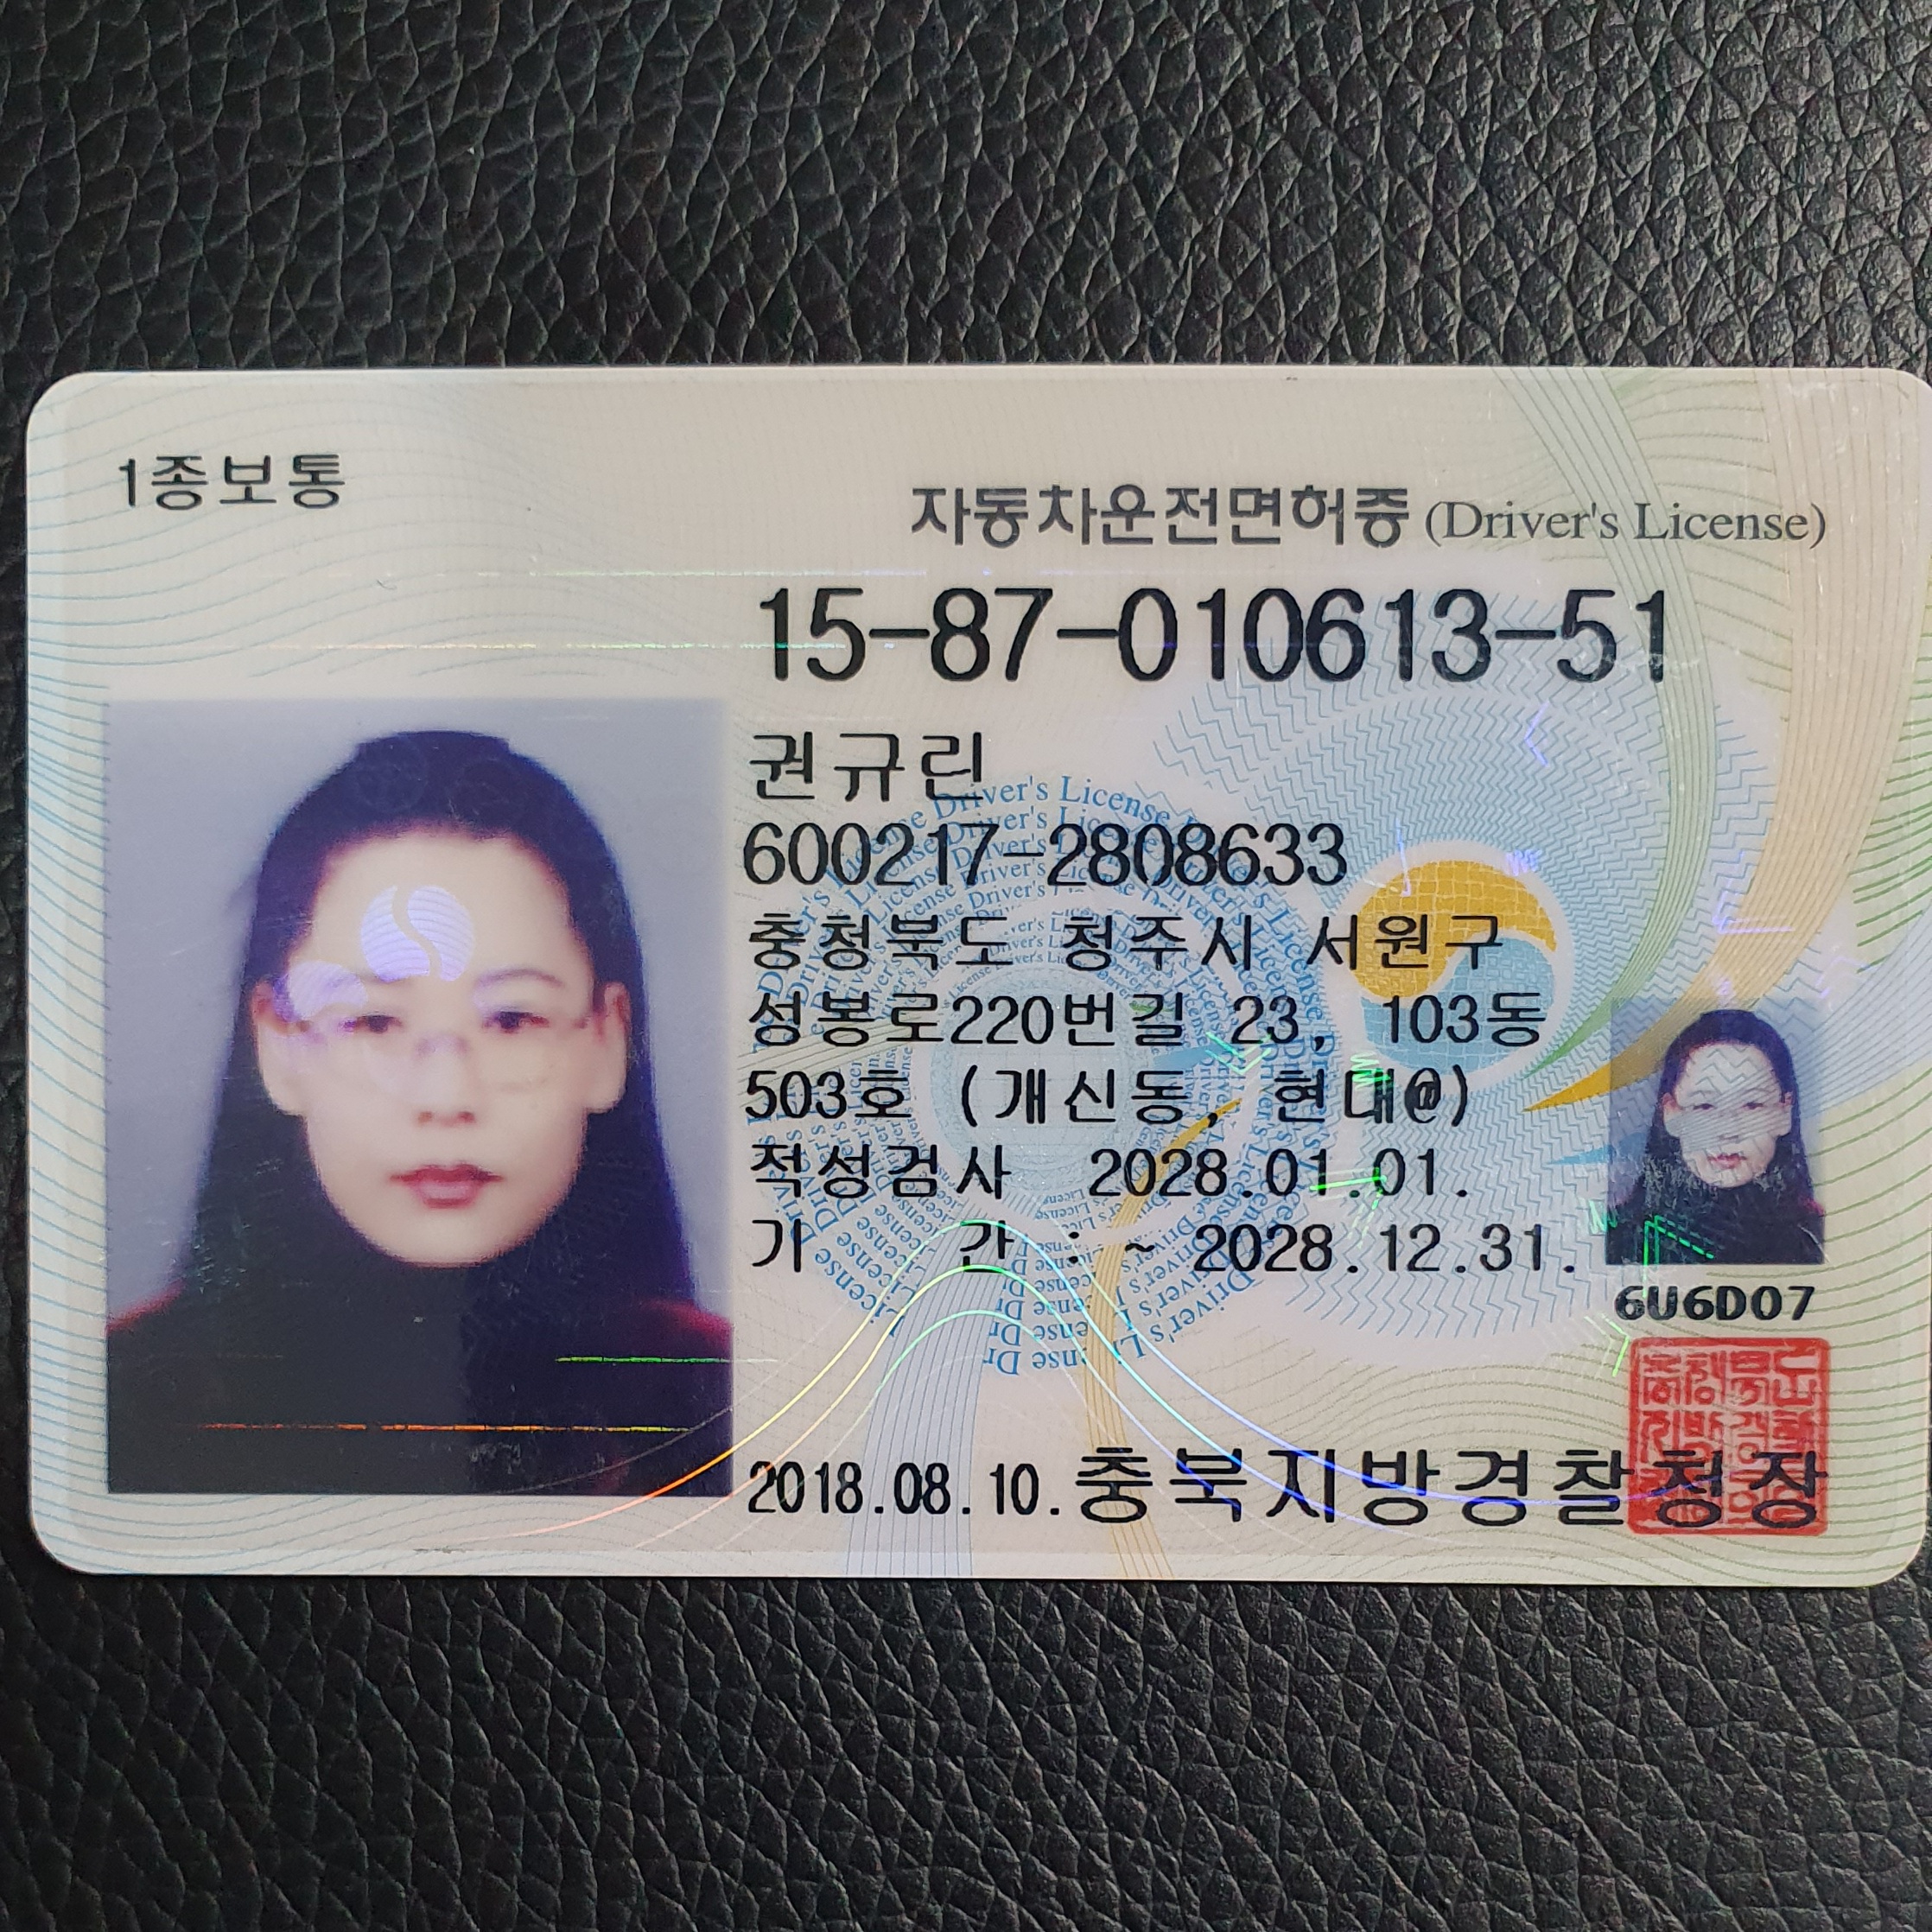 1종보통
자동차운전면허증 (Driver's License)
15-87-010613-51
권규린
600217-2808633
충청북도 청주시 서원구
성봉로220번길 23, 103동
503호 (개신동, 현대@)
적성검사 2028.01.01.
기 간 : ~ 2028.12.31.
6U6D07
2018.08.10. 충북지방경찰청장